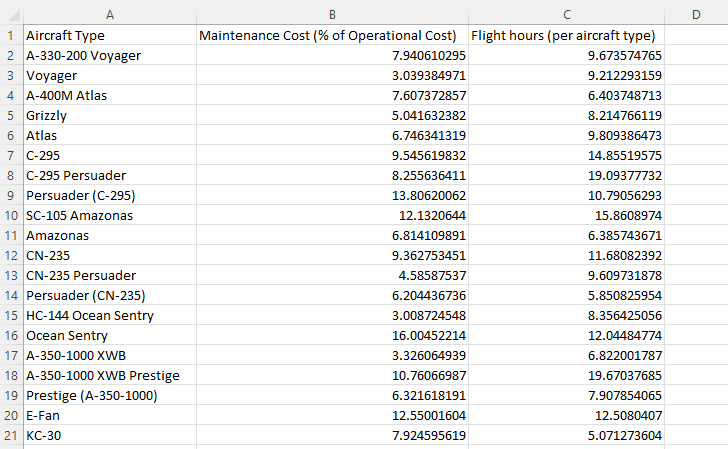 A B C D
1 Aircraft Type Maintenance Cost (% of Operational Cost) Flight hours (per aircraft type)
2 A-330-200 Voyager 7.940610295 9.673574765
3 Voyager 3.039384971 9.212293159
4 A-400M Atlas 7.607372857 6.403748713
5 Grizzly 5.041632382 8.214766119
6 Atlas 6.746341319 9.809386473
7 C-295 9.545619832 14.85519575
8 C-295 Persuader 8.255636411 19.09377732
9 Persuader (C-295) 13.80620062 10.79056293
10 SC-105 Amazonas 12.1320644 15.8608974
11 Amazonas 6.814109891 6.385743671
12 CN-235 9.362753451 11.68082392
13 CN-235 Persuader 4.58587537 9.609731878
14 Persuader (CN-235) 6.204436736 5.850825954
15 HC-144 Ocean Sentry 3.008724548 8.356425056
16 Ocean Sentry 16.00452214 12.04484774
17 A-350-1000 XWB 3.326064939 6.822001787
18 A-350-1000 XWB Prestige 10.76066987 19.67037685
19 Prestige (A-350-1000) 6.321618191 7.907854065
20 E-Fan 12.55001604 12.5080407
21 KC-30 7.924595619 5.071273604